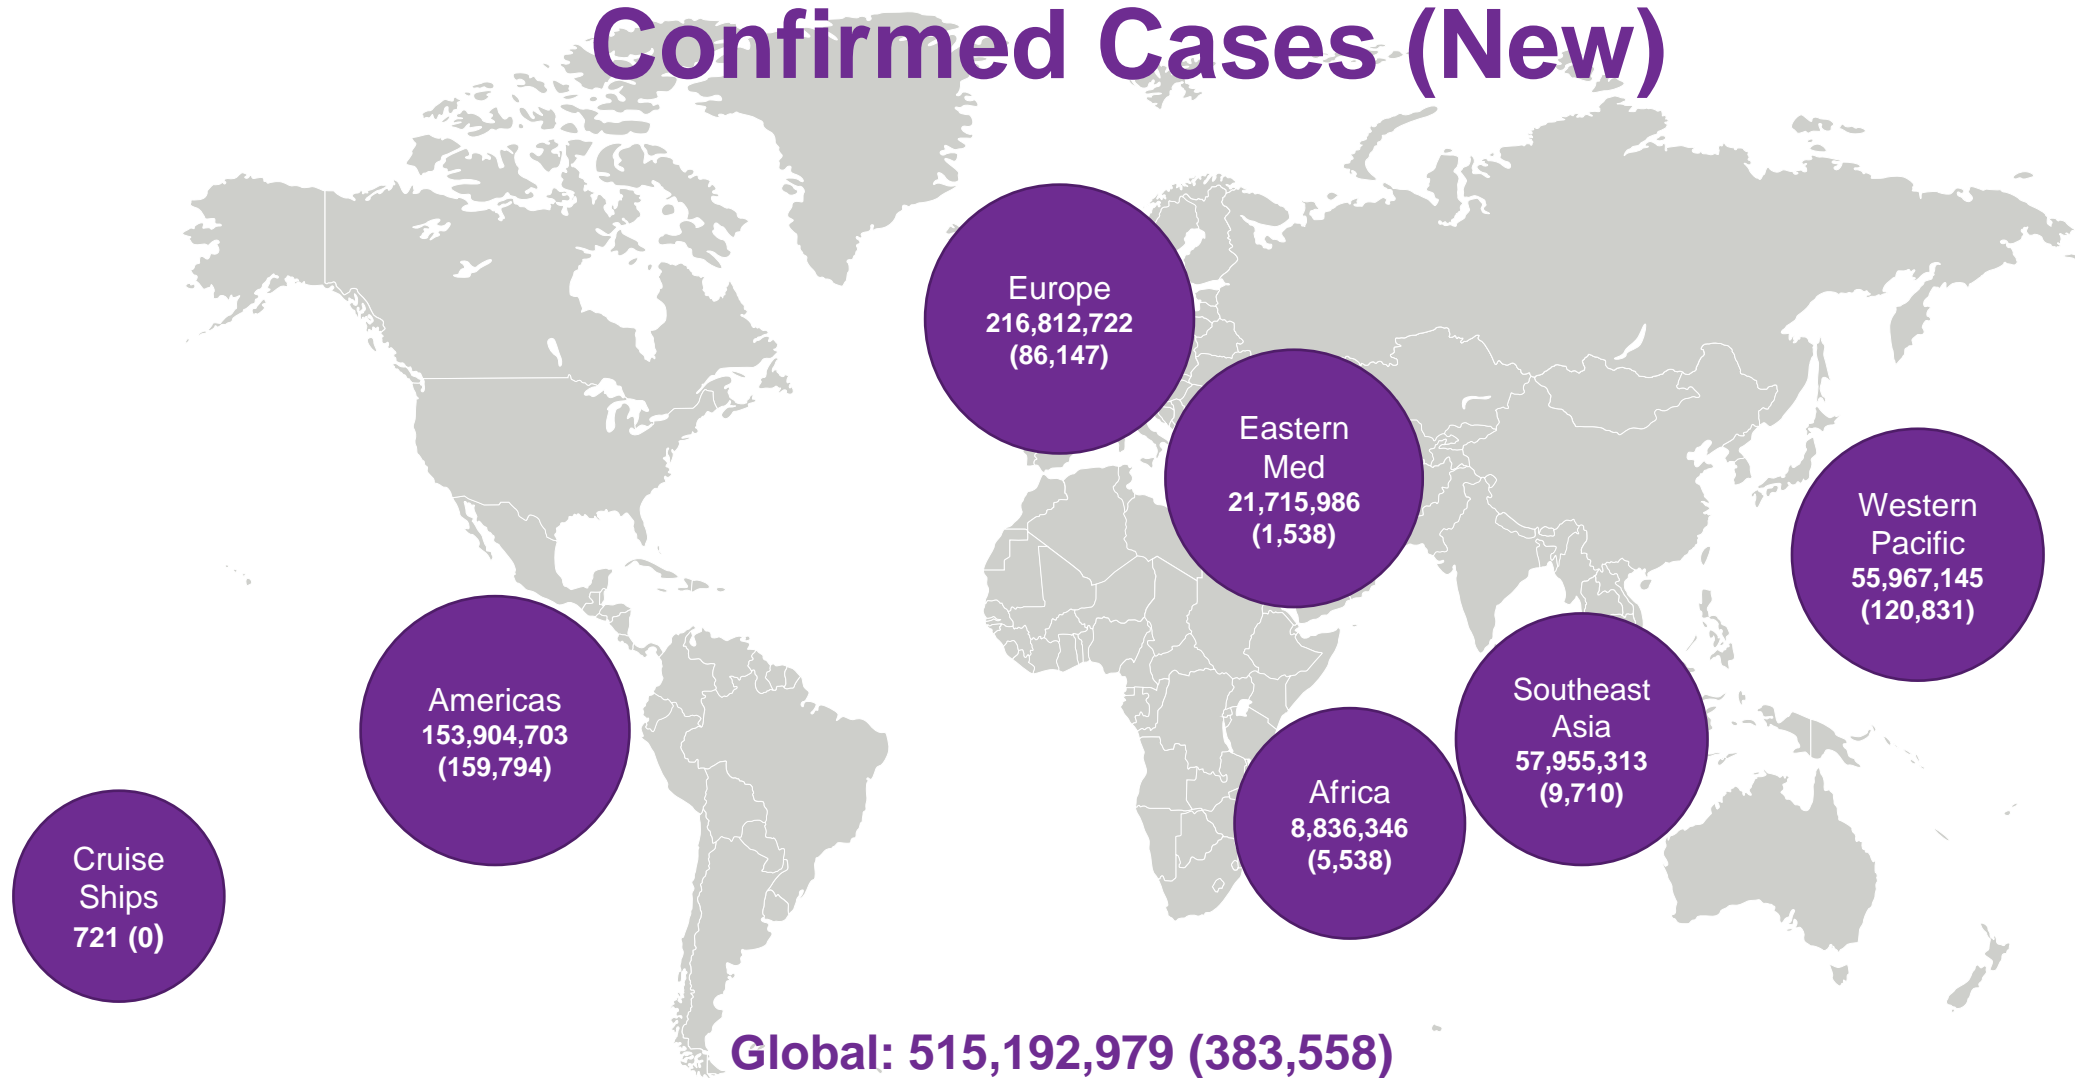 Confirmed Cases (New)
Europe
216,812,722
(86,147)
Eastern
Med
21,715,986
(1,538)
Western
Pacific
55,967,145
(120,831)
Americas
153,904,703
(159,794)
Southeast
Asia
57,955,313
(9,710)
Africa
8,836,346
(5,538)
Cruise
Ships
721 (0)
Global: 515,192,979 (383,558)